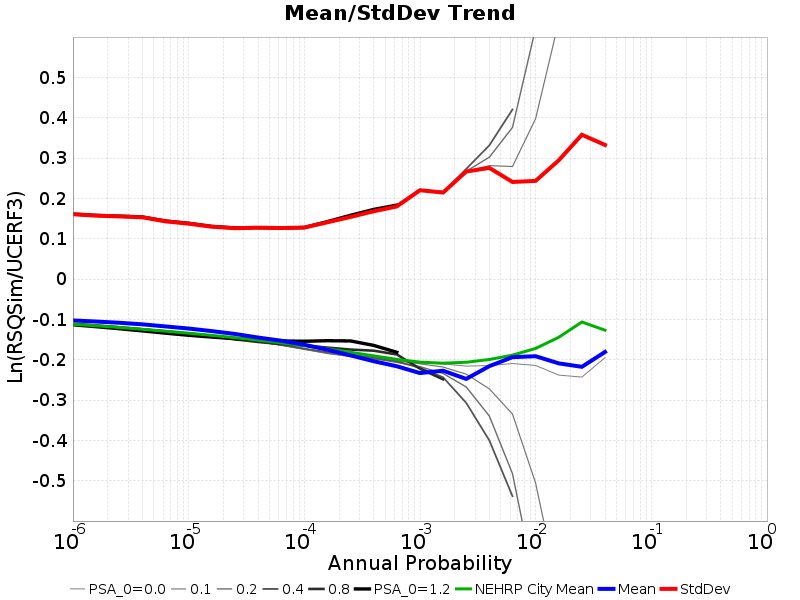 Mean/StdDev Trend
Ln(RSQSim/UCERF3)
0.5
0.4
0.3
0.2
0.1
0
-0.1
-0.2
-0.3
-0.4
-0.5
10^-6 10^-5 10^-4 10^-3 10^-2 10^-1 10^0
Annual Probability
PSA_0=0.0 0.1 0.2 0.4 0.8 PSA_0=1.2 NEHRP City Mean Mean StdDev